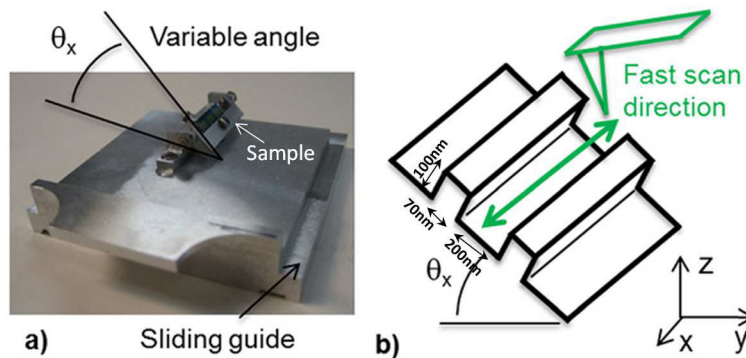 θx
Variable angle
Sample
Sliding guide
a)
Fast scan
direction
100nm
70nm
200nm
θx
z
y
x
b)